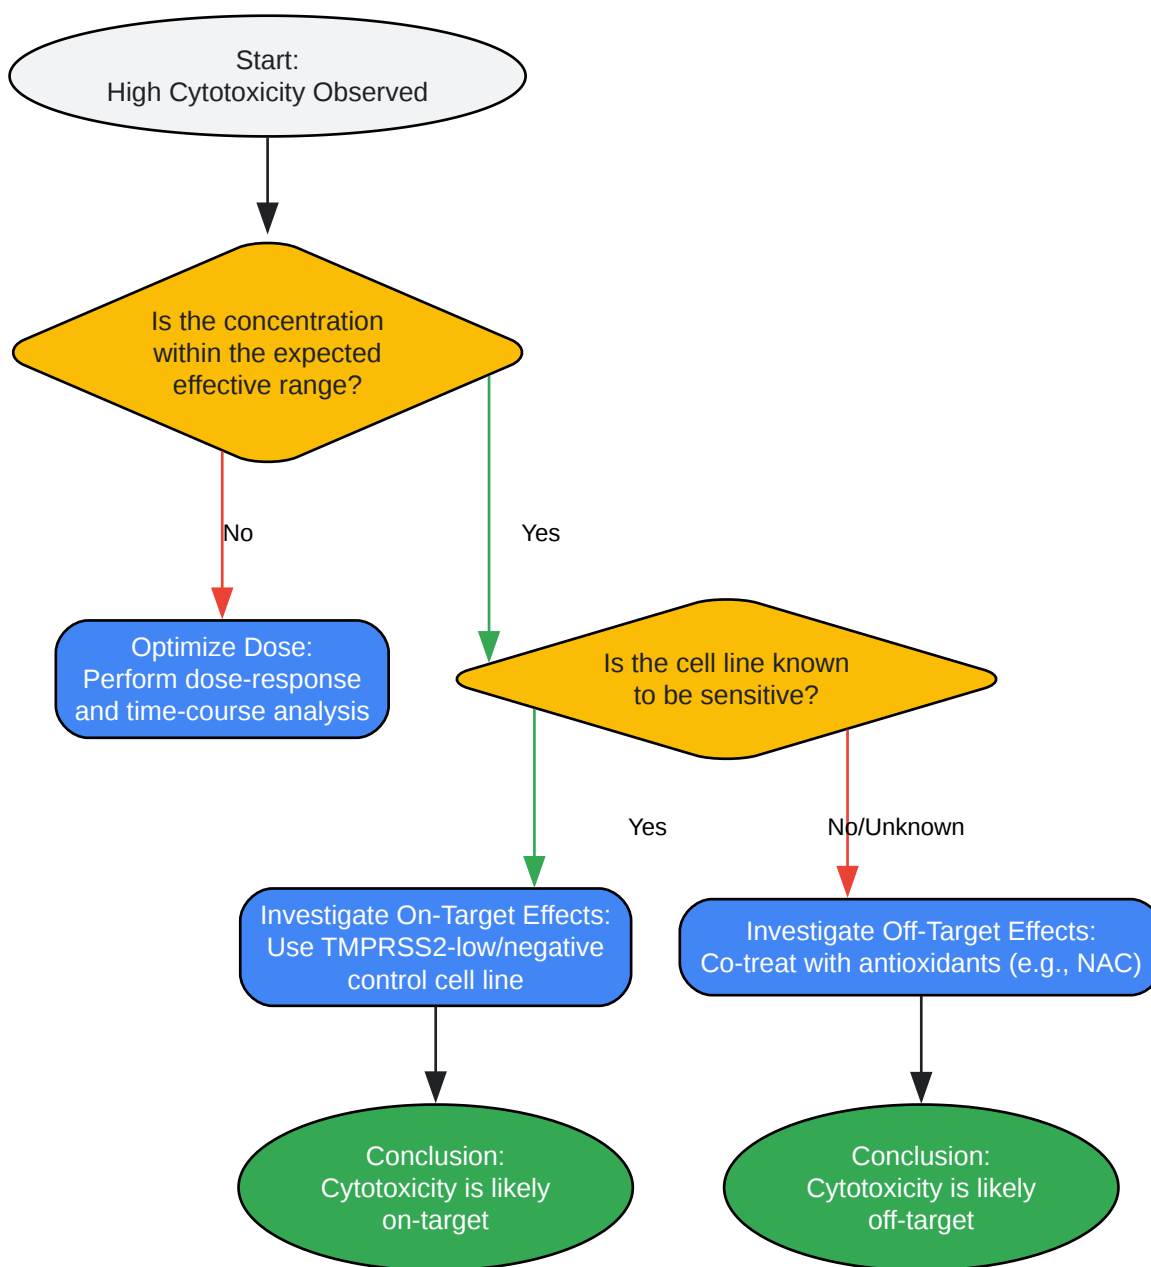 Start:
High Cytotoxicity Observed
Is the concentration
within the expected
effective range?
No
Yes
Optimize Dose:
Perform dose-response
and time-course analysis
Is the cell line known
to be sensitive?
Yes
No/Unknown
Investigate On-Target Effects:
Use TMPRSS2-low/negative
control cell line
Investigate Off-Target Effects:
Co-treat with antioxidants (e.g., NAC)
Conclusion:
Cytotoxicity is likely
on-target
Conclusion:
Cytotoxicity is likely
off-target